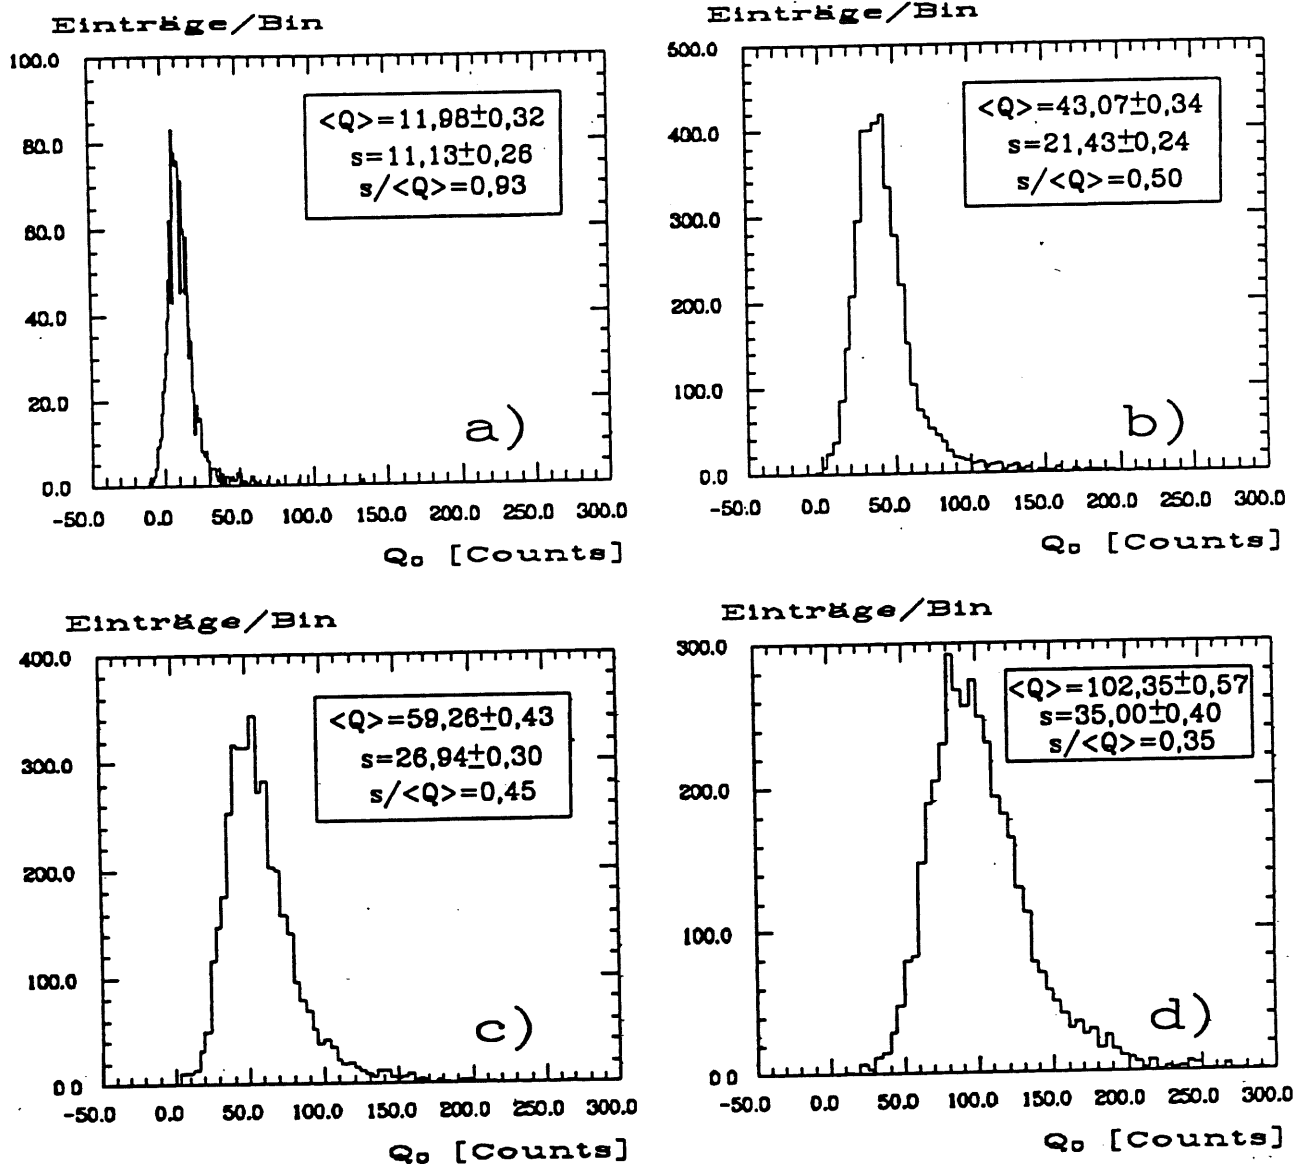 Einträge/Bin
100.0
80.0
60.0
40.0
20.0
0.0
<Q>=11,98±0,32
s=11,13±0,26
s/<Q>=0,93
a)
-50.0 0.0 50.0 100.0 150.0 200.0 250.0 300.0
Q₀ [Counts]
Einträge/Bin
500.0
400.0
300.0
200.0
100.0
0.0
<Q>=43,07±0,34
s=21,43±0,24
s/<Q>=0,50
b)
-50.0 0.0 50.0 100.0 150.0 200.0 250.0 300.0
Q₀ [Counts]
Einträge/Bin
400.0
300.0
200.0
100.0
0.0
<Q>=59,26±0,43
s=26,94±0,30
s/<Q>=0,45
c)
-50.0 0.0 50.0 100.0 150.0 200.0 250.0 300.0
Q₀ [Counts]
Einträge/Bin
300.0
200.0
100.0
0.0
<Q>=102,35±0,57
s=35,00±0,40
s/<Q>=0,35
d)
-50.0 0.0 50.0 100.0 150.0 200.0 250.0 300.0
Q₀ [Counts]